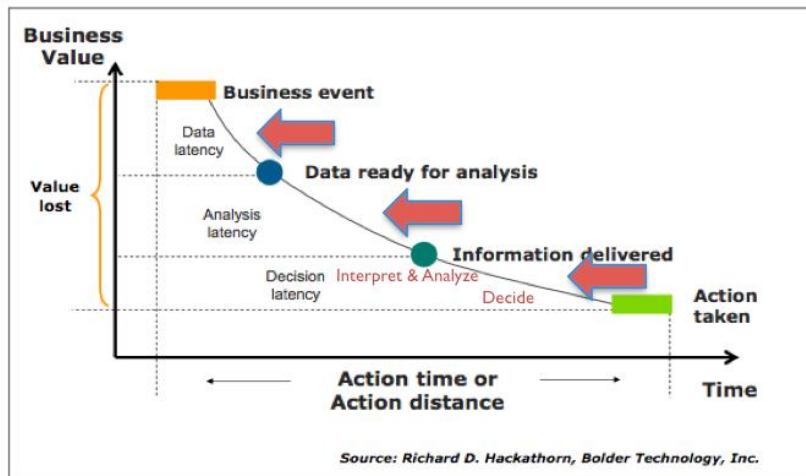 Business
Value
Business event
Data
latency
Data ready for analysis
Value
lost
Analysis
latency
Information delivered
Decision
latency
Interpret & Analyze
Decide
Action
taken
Action time or
Action distance
Time
Source: Richard D. Hackathorn, Bolder Technology, Inc.